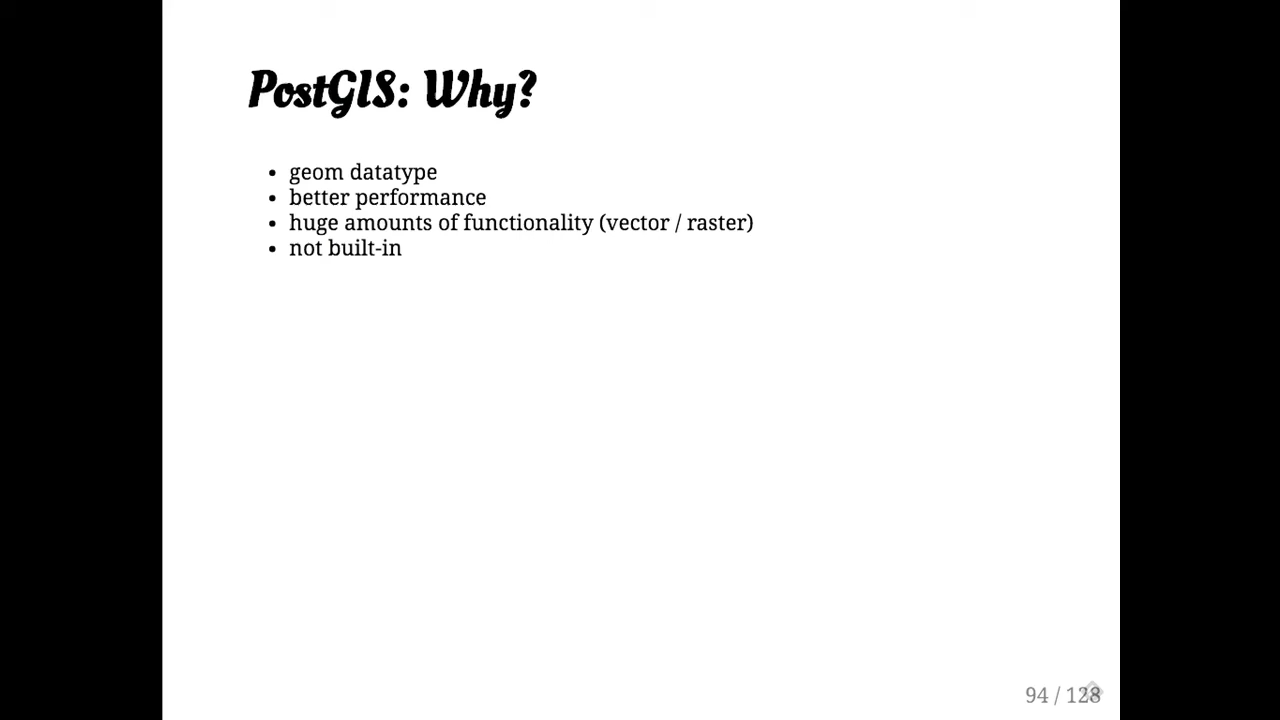 PostGIS: Why?
• geom datatype
• better performance
• huge amounts of functionality (vector / raster)
• not built-in
94 / 128